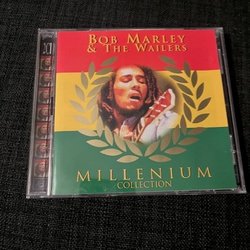 BOB MARLEY
& THE WAILERS
MILLENIUM
COLLECTION